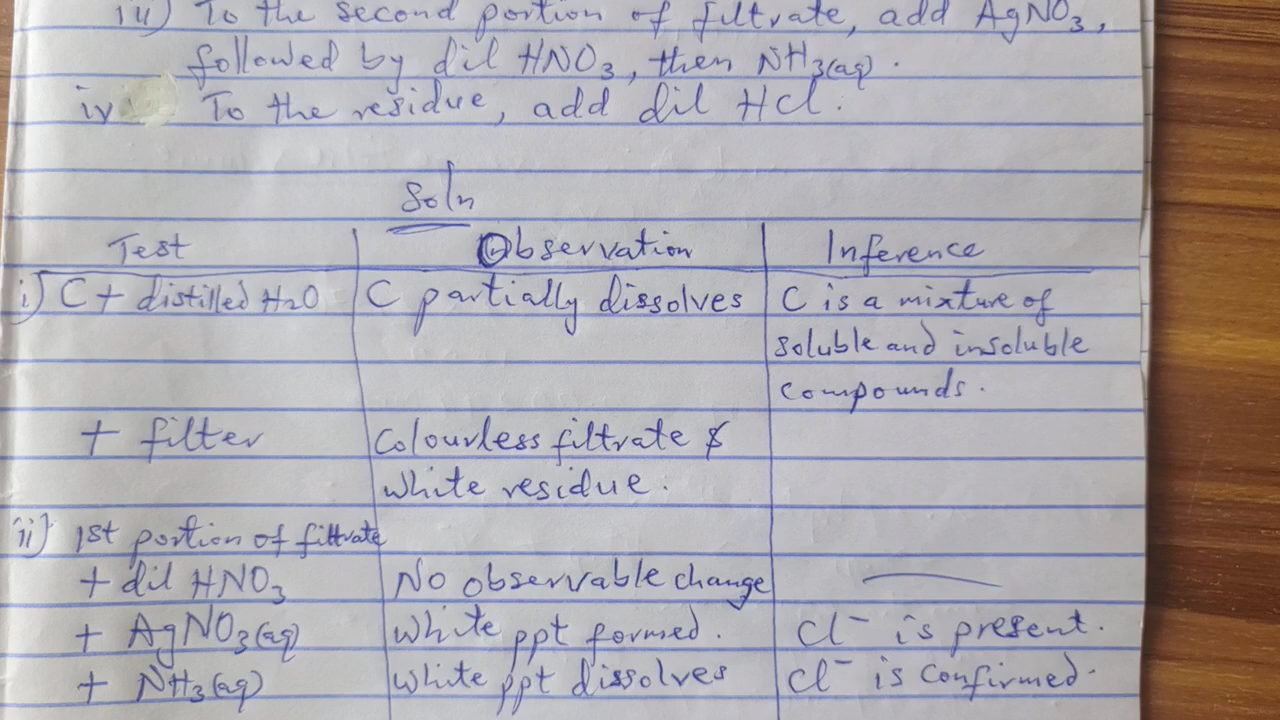 iii) To the second portion of filtrate, add AgNO3,
followed by dil HNO3, then NH3(aq).
iv To the residue, add dil HCl.
Soln
Test Observation Inference
i) C + distilled H2O C partially dissolves C is a mixture of
soluble and insoluble
compounds.
+ filter Colourless filtrate &
white residue.
ii) 1st portion of filtrate
+ dil HNO3 No observable change —
+ AgNO3(aq) White ppt formed. Cl⁻ is present.
+ NH3(aq) White ppt dissolves Cl⁻ is confirmed.